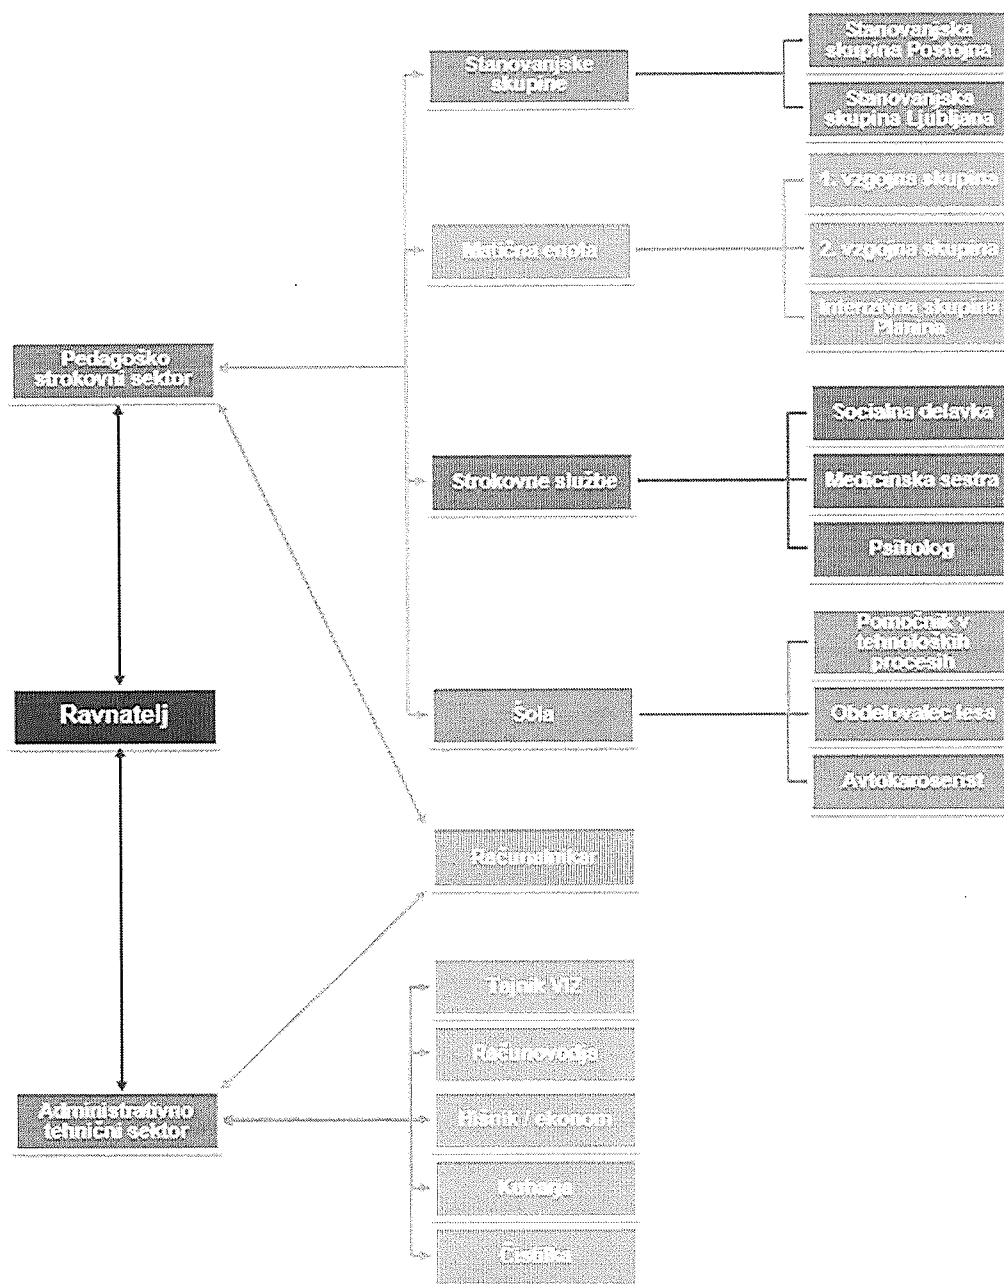 Stanovanjska
skupina Postojna
Stanovanjske
skupine
Stanovanjska
skupina Ljubljana
1. vzgojna skupina
Matična enota
2. vzgojna skupina
Intenzivna skupina
Planina
Pedagoško
strokovni sektor
Socialna delavka
Strokovne službe
Medicinska sestra
Psiholog
Pomočnik v
tehnoloških
procesih
Ravnatelj
Šola
Obdelovalec lesa
Avtokaroserist
Računalnikar
Tajnik VIZ
Računovodja
Administrativno
tehnični sektor
Hišnik / ekonom
Kuharja
Čistilka